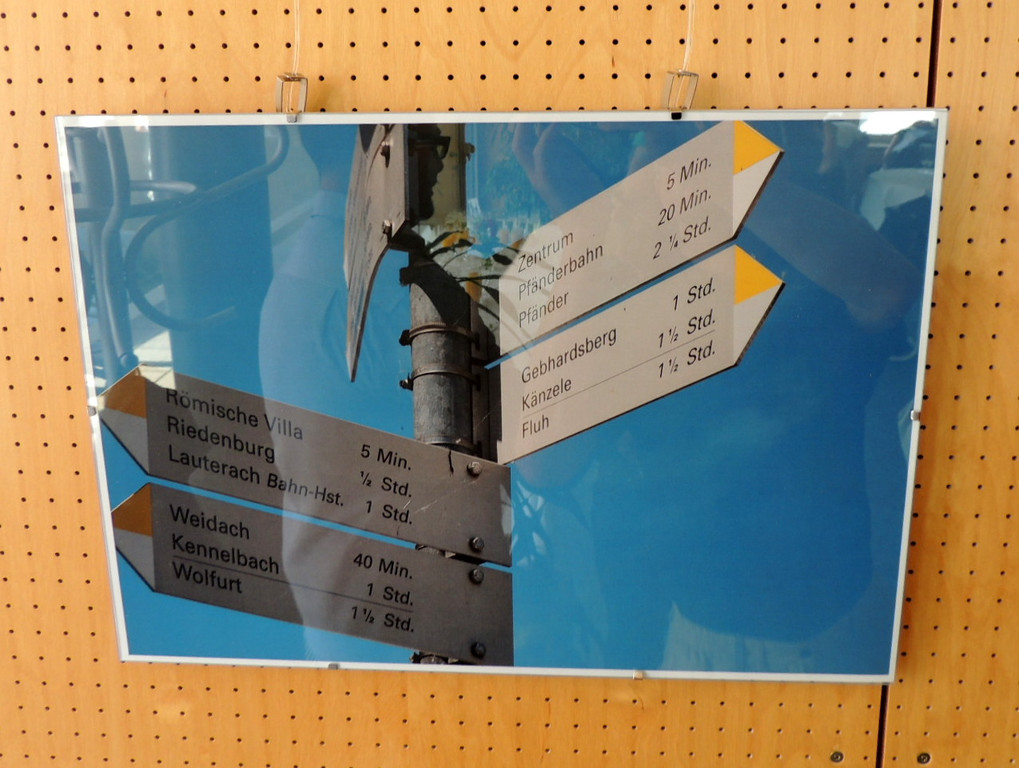 Zentrum 5 Min.
Pfänderbahn 20 Min.
Pfänder 2 ¼ Std.
Gebhardsberg 1 Std.
Känzele 1 ½ Std.
Fluh 1 ½ Std.
Römische Villa 5 Min.
Riedenburg ½ Std.
Lauterach Bahn-Hst. 1 Std.
Weidach 40 Min.
Kennelbach 1 Std.
Wolfurt 1 ½ Std.